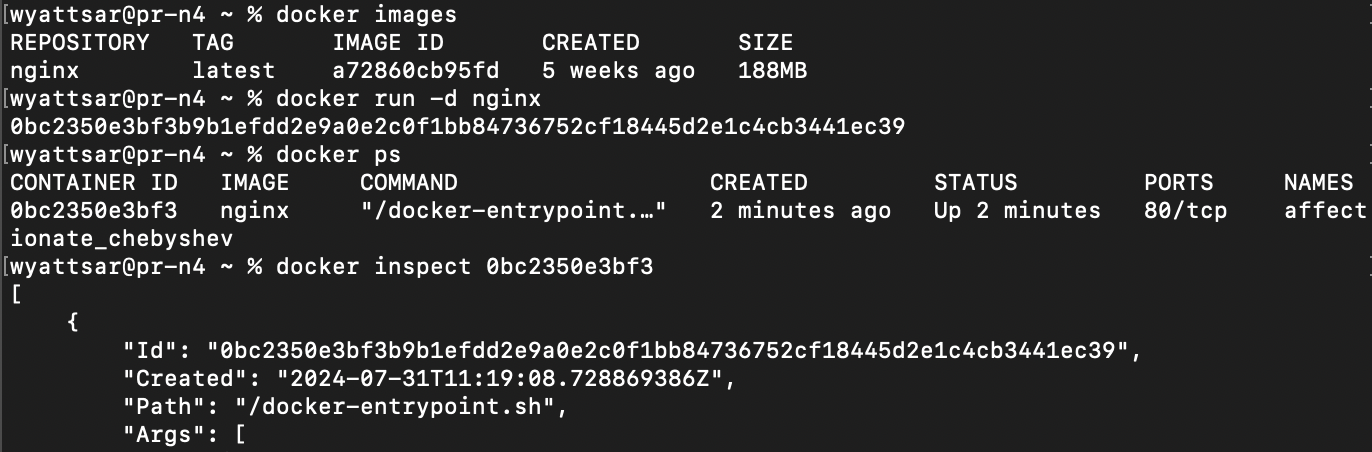 [wyattsar@pr-n4 ~ % docker images
REPOSITORY   TAG       IMAGE ID       CREATED       SIZE
nginx        latest    a72860cb95fd   5 weeks ago   188MB
[wyattsar@pr-n4 ~ % docker run -d nginx
0bc2350e3bf3b9b1efdd2e9a0e2c0f1bb84736752cf18445d2e1c4cb3441ec39
[wyattsar@pr-n4 ~ % docker ps
CONTAINER ID   IMAGE     COMMAND                  CREATED         STATUS         PORTS     NAMES
0bc2350e3bf3   nginx     "/docker-entrypoint.…"   2 minutes ago   Up 2 minutes   80/tcp    affect
ionate_chebyshev
[wyattsar@pr-n4 ~ % docker inspect 0bc2350e3bf3
[
    {
        "Id": "0bc2350e3bf3b9b1efdd2e9a0e2c0f1bb84736752cf18445d2e1c4cb3441ec39",
        "Created": "2024-07-31T11:19:08.728869386Z",
        "Path": "/docker-entrypoint.sh",
        "Args": [